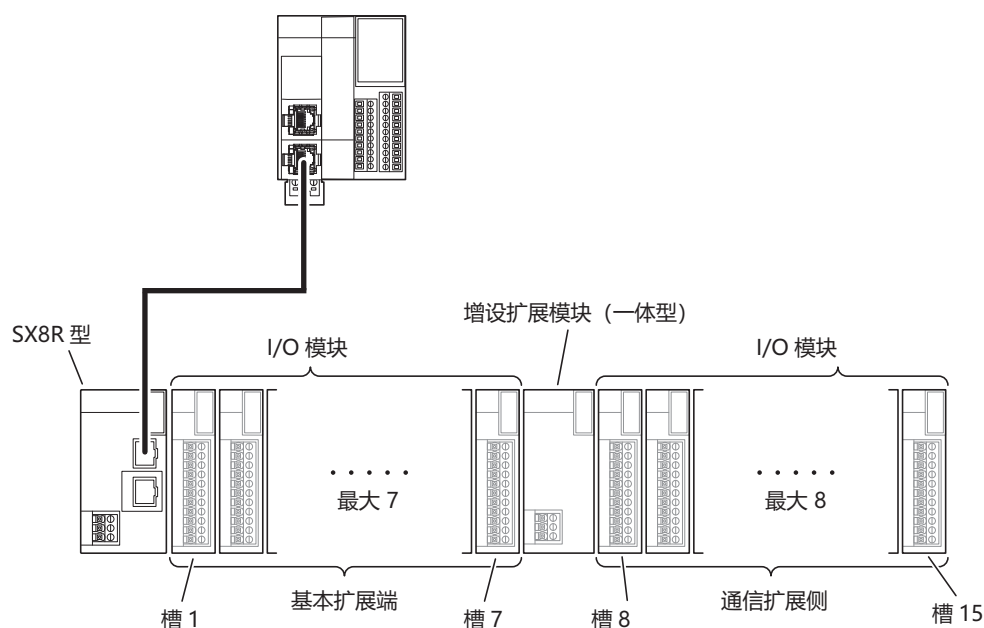 增设扩展模块 (一体型)
SX8R 型
I/O 模块
I/O 模块
最大 7
最大 8
基本扩展端
通信扩展侧
槽 1
槽 7
槽 8
槽 15